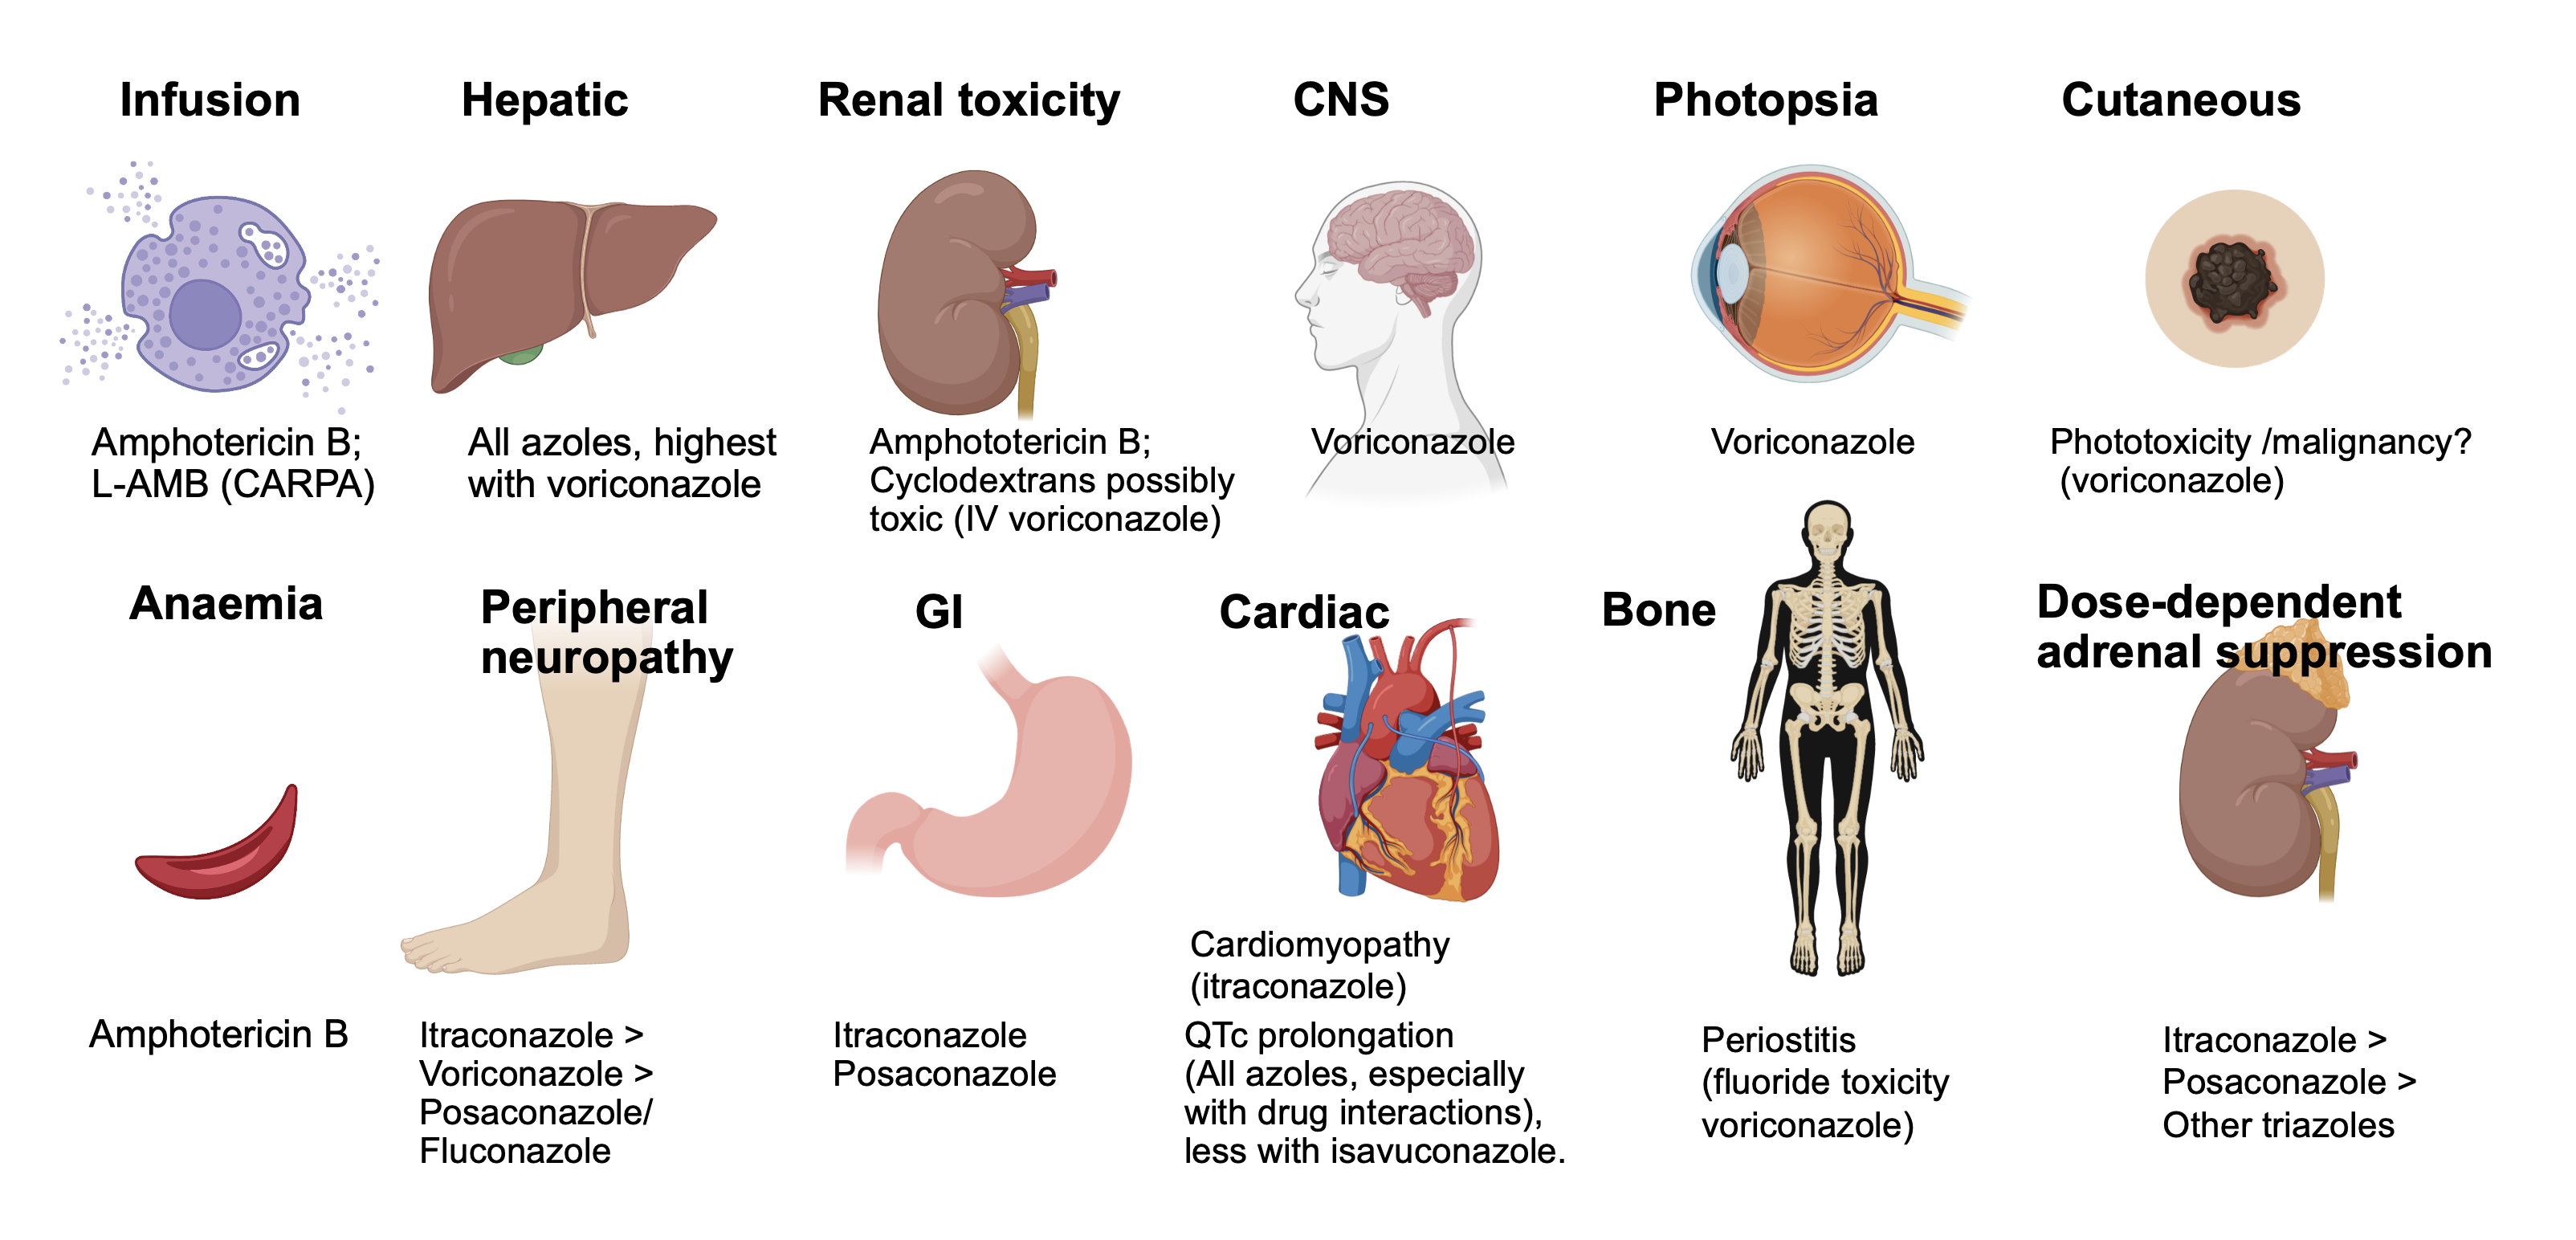 Infusion
Amphotericin B;
L-AMB (CARPA)
Hepatic
All azoles, highest
with voriconazole
Renal toxicity
Amphototericin B;
Cyclodextrans possibly
toxic (IV voriconazole)
CNS
Voriconazole
Photopsia
Voriconazole
Cutaneous
Phototoxicity /malignancy?
(voriconazole)
Anaemia
Amphotericin B
Peripheral
neuropathy
Itraconazole >
Voriconazole >
Posaconazole/
Fluconazole
GI
Itraconazole
Posaconazole
Cardiac
Cardiomyopathy
(itraconazole)
QTc prolongation
(All azoles, especially
with drug interactions),
less with isavuconazole.
Bone
Periostitis
(fluoride toxicity
voriconazole)
Dose-dependent
adrenal suppression
Itraconazole >
Posaconazole >
Other triazoles